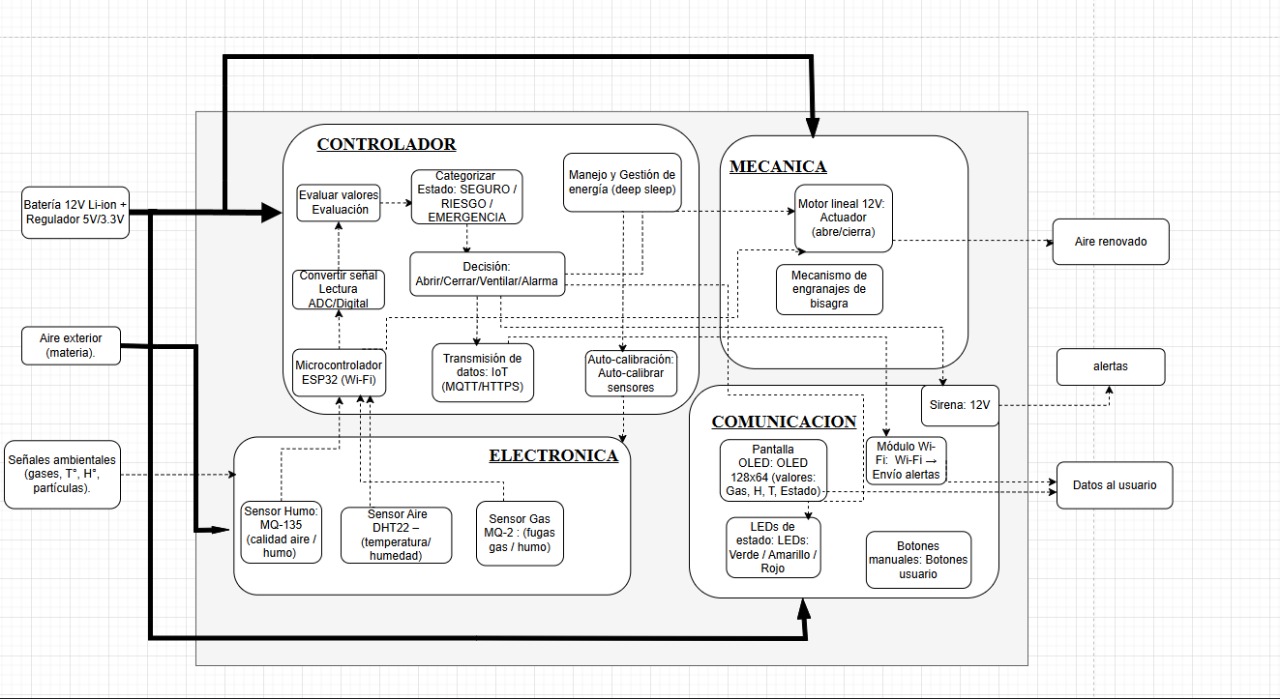 CONTROLADOR
Evaluar valores
Evaluación
Categorizar
Estado: SEGURO /
RIESGO /
EMERGENCIA
Manejo y Gestión de
energía (deep sleep)
Convertir señal
Lectura
ADC/Digital
Decisión:
Abrir/Cerrar/Ventilar/Alarma
Microcontrolador
ESP32 (Wi-Fi)
Transmisión de
datos: IoT
(MQTT/HTTPS)
Auto-calibración:
Auto-calibrar
sensores
MECANICA
Motor lineal 12V:
Actuador
(abre/cierra)
Mecanismo de
engranajes de
bisagra
Batería 12V Li-ion +
Regulador 5V/3.3V
Aire exterior
(materia).
Señales ambientales
(gases, T°, H°,
partículas).
ELECTRONICA
Sensor Humo:
MQ-135
(calidad aire /
humo)
Sensor Aire
DHT22 –
(temperatura/
humedad)
Sensor Gas
MQ-2 : (fugas
gas / humo)
COMUNICACION
Sirena: 12V
Pantalla
OLED: OLED
128x64 (valores:
Gas, H, T, Estado)
Módulo Wi-
Fi: Wi-Fi →
Envío alertas
LEDs de
estado: LEDs:
Verde / Amarillo /
Rojo
Botones
manuales: Botones
usuario
Aire renovado
alertas
Datos al usuario